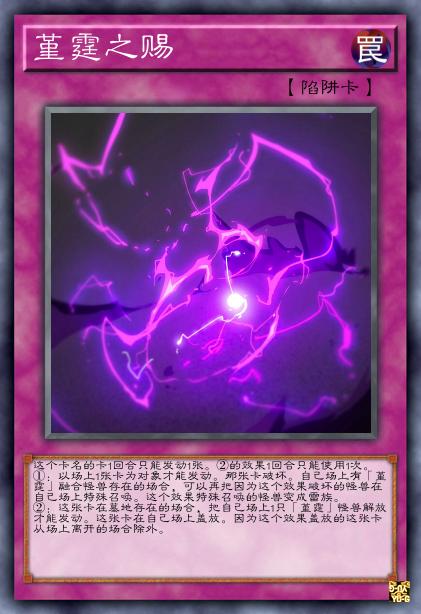 堇霆之赐
罠
【陷阱卡】
这个卡名的卡1回合只能发动1张。②的效果1回合只能使用1次。
①：以场上1张卡为对象才能发动。那张卡破坏。自己场上有「堇
霆」融合怪兽存在的场合，可以再把因为这个效果破坏的怪兽在
自己场上特殊召唤。这个效果特殊召唤的怪兽变成雷族。
②：这张卡在墓地存在的场合，把自己场上1只「堇霆」怪兽解放
才能发动。这张卡在自己场上盖放。因为这个效果盖放的这张卡
从场上离开的场合除外。